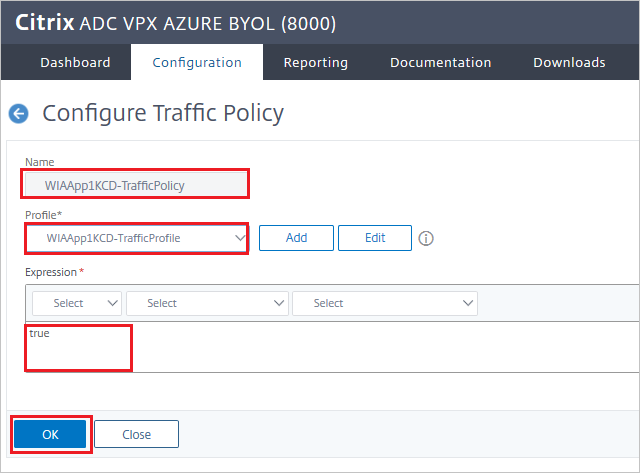 Citrix ADC VPX AZURE BYOL (8000)
Dashboard Configuration Reporting Documentation Downloads
Configure Traffic Policy
Name
WIAApp1KCD-TrafficPolicy
Profile*
WIAApp1KCD-TrafficProfile Add Edit
Expression *
Select Select Select
true
OK Close